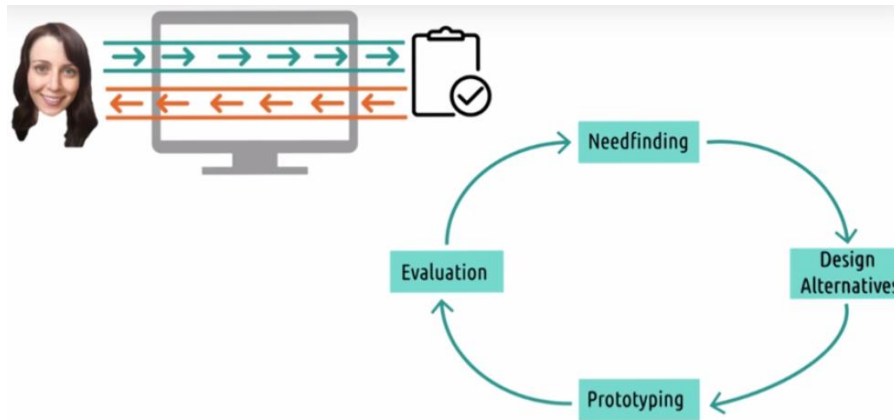 Needfinding
Evaluation
Design
Alternatives
Prototyping